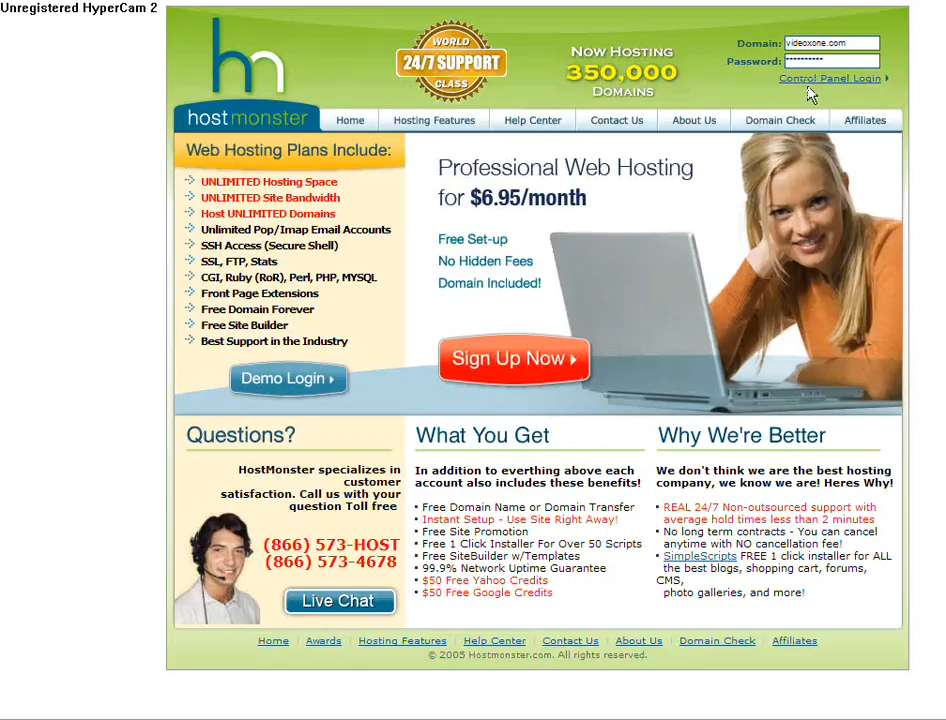 Unregistered HyperCam 2
hm
hostmonster
WORLD
24/7 SUPPORT
CLASS
NOW HOSTING
350,000
DOMAINS
Domain: videoxone.com
Password: **********
Control Panel Login
Home
Hosting Features
Help Center
Contact Us
About Us
Domain Check
Affiliates
Web Hosting Plans Include:
UNLIMITED Hosting Space
UNLIMITED Site Bandwidth
Host UNLIMITED Domains
Unlimited Pop/Imap Email Accounts
SSH Access (Secure Shell)
SSL, FTP, Stats
CGI, Ruby (RoR), Perl, PHP, MYSQL
Front Page Extensions
Free Domain Forever
Free Site Builder
Best Support in the Industry
Demo Login
Professional Web Hosting
for $6.95/month
Free Set-up
No Hidden Fees
Domain Included!
Sign Up Now
Questions?
HostMonster specializes in
customer
satisfaction. Call us with your
question Toll free
(866) 573-HOST
(866) 573-4678
Live Chat
What You Get
In addition to everthing above each
account also includes these benefits!
Free Domain Name or Domain Transfer
Instant Setup - Use Site Right Away!
Free Site Promotion
Free 1 Click Installer For Over 50 Scripts
Free SiteBuilder w/Templates
99.9% Network Uptime Guarantee
$50 Free Yahoo Credits
$50 Free Google Credits
Why We're Better
We don't think we are the best hosting
company, we know we are! Heres Why!
REAL 24/7 Non-outsourced support with
average hold times less than 2 minutes
No long term contracts - You can cancel
anytime with NO cancellation fee!
SimpleScripts FREE 1 click installer for ALL
the best blogs, shopping cart, forums,
CMS,
photo galleries, and more!
Home | Awards | Hosting Features | Help Center | Contact Us | About Us | Domain Check | Affiliates
© 2005 Hostmonster.com. All rights reserved.